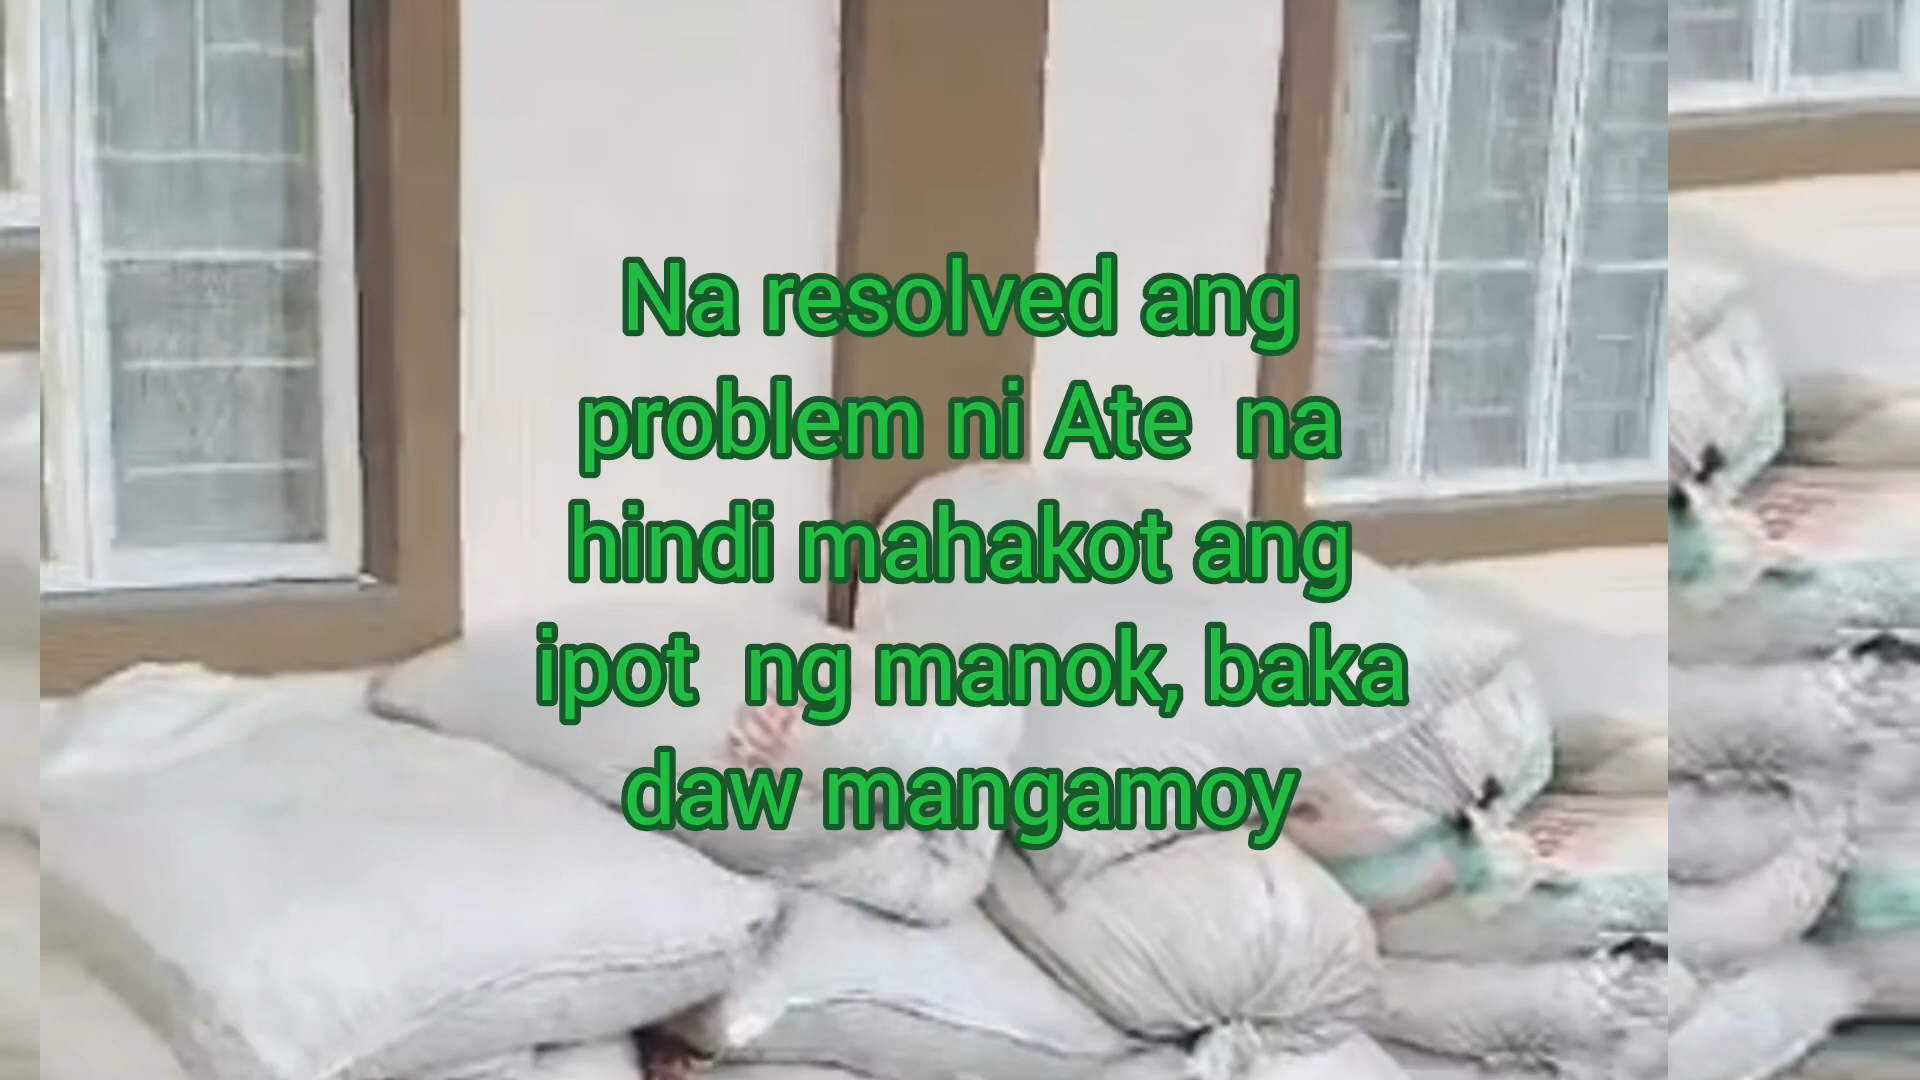 Na resolved ang
problem ni Ate na
hindi mahakot ang
ipot ng manok, baka
daw mangamoy